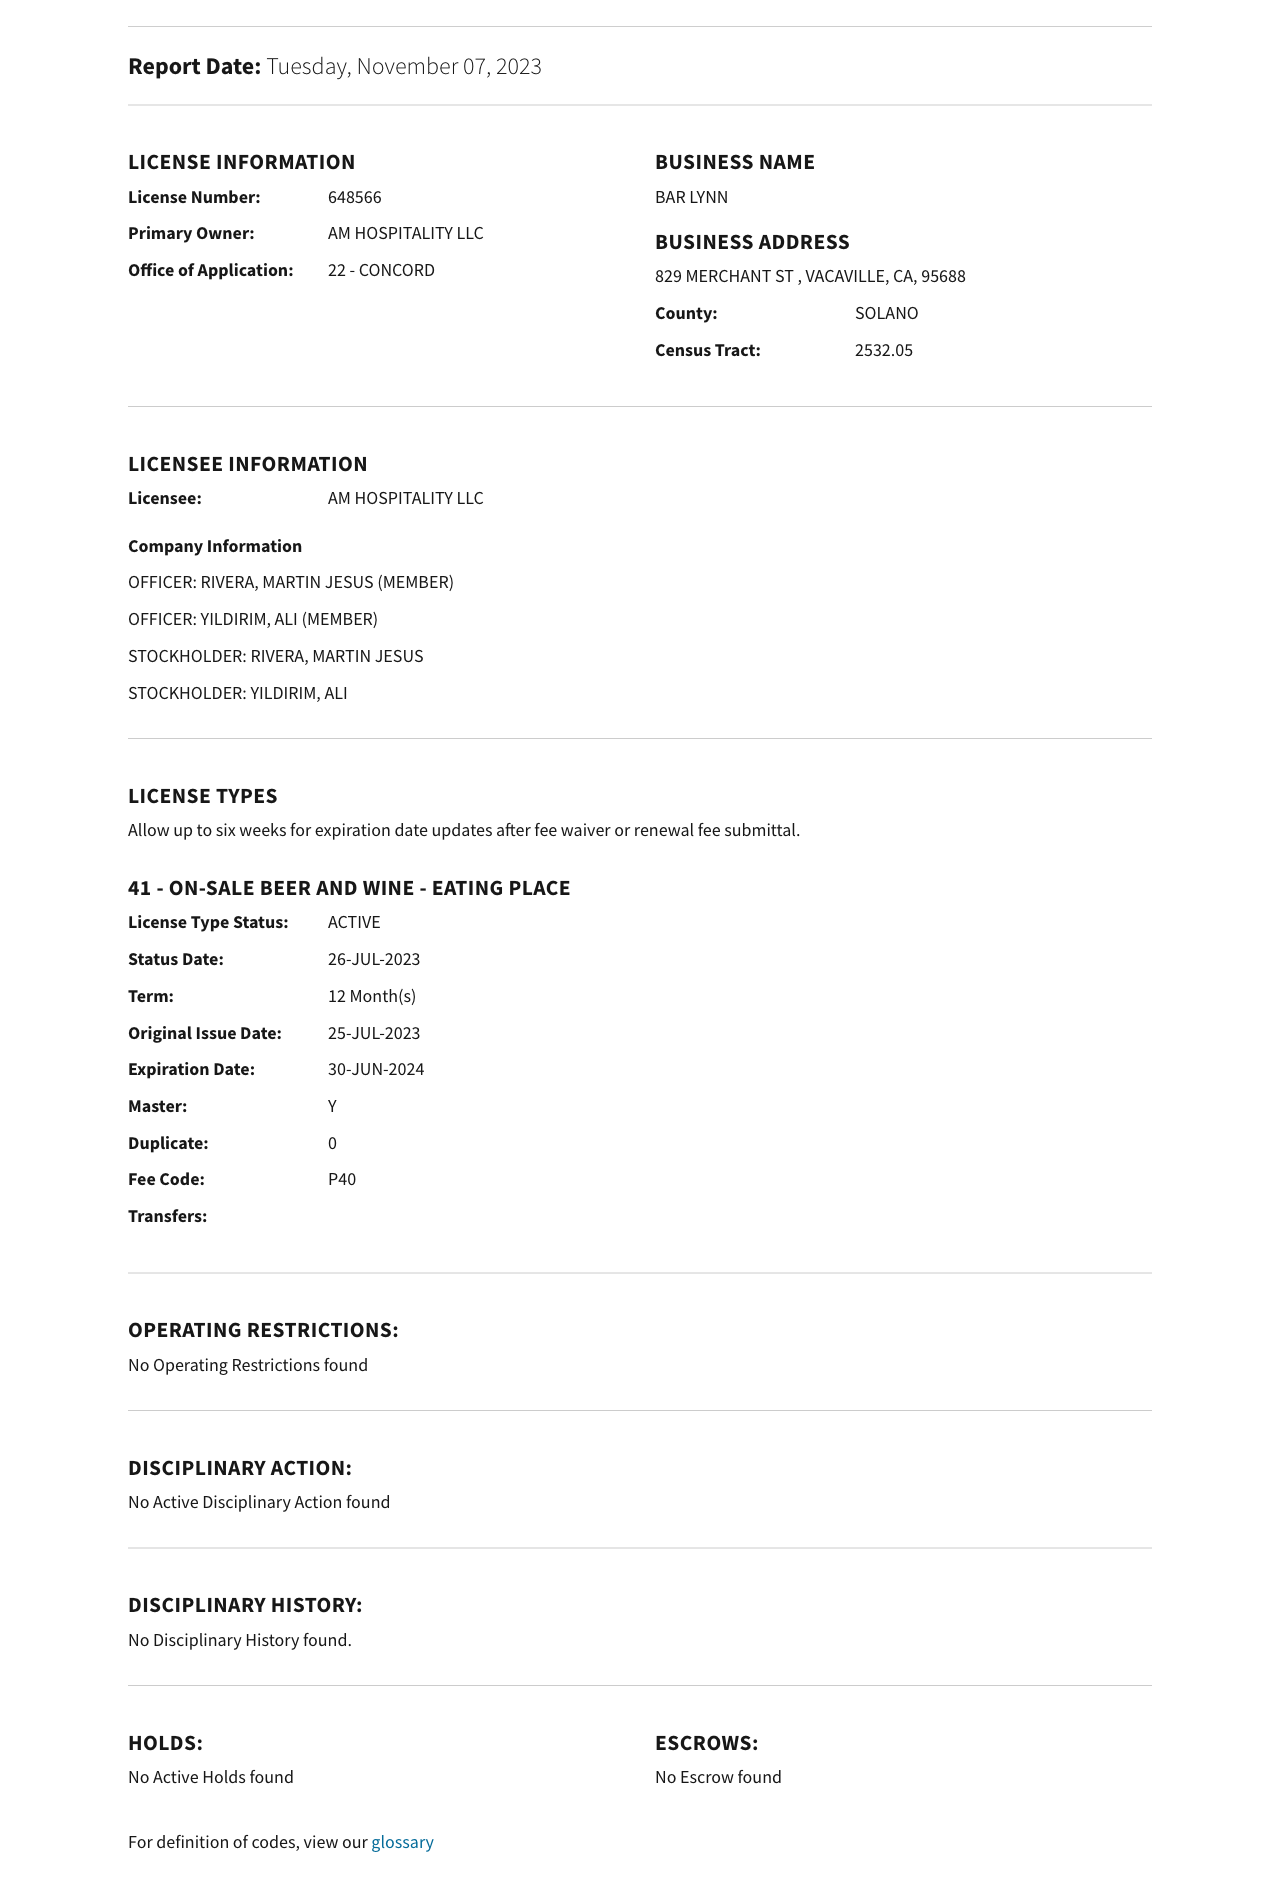 Report Date: Tuesday, November 07, 2023
LICENSE INFORMATION
License Number: 648566
Primary Owner: AM HOSPITALITY LLC
Office of Application: 22 - CONCORD
BUSINESS NAME
BAR LYNN
BUSINESS ADDRESS
829 MERCHANT ST , VACAVILLE, CA, 95688
County: SOLANO
Census Tract: 2532.05
LICENSEE INFORMATION
Licensee: AM HOSPITALITY LLC
Company Information
OFFICER: RIVERA, MARTIN JESUS (MEMBER)
OFFICER: YILDIRIM, ALI (MEMBER)
STOCKHOLDER: RIVERA, MARTIN JESUS
STOCKHOLDER: YILDIRIM, ALI
LICENSE TYPES
Allow up to six weeks for expiration date updates after fee waiver or renewal fee submittal.
41 - ON-SALE BEER AND WINE - EATING PLACE
License Type Status: ACTIVE
Status Date: 26-JUL-2023
Term: 12 Month(s)
Original Issue Date: 25-JUL-2023
Expiration Date: 30-JUN-2024
Master: Y
Duplicate: 0
Fee Code: P40
Transfers:
OPERATING RESTRICTIONS:
No Operating Restrictions found
DISCIPLINARY ACTION:
No Active Disciplinary Action found
DISCIPLINARY HISTORY:
No Disciplinary History found.
HOLDS:
No Active Holds found
ESCROWS:
No Escrow found
For definition of codes, view our glossary